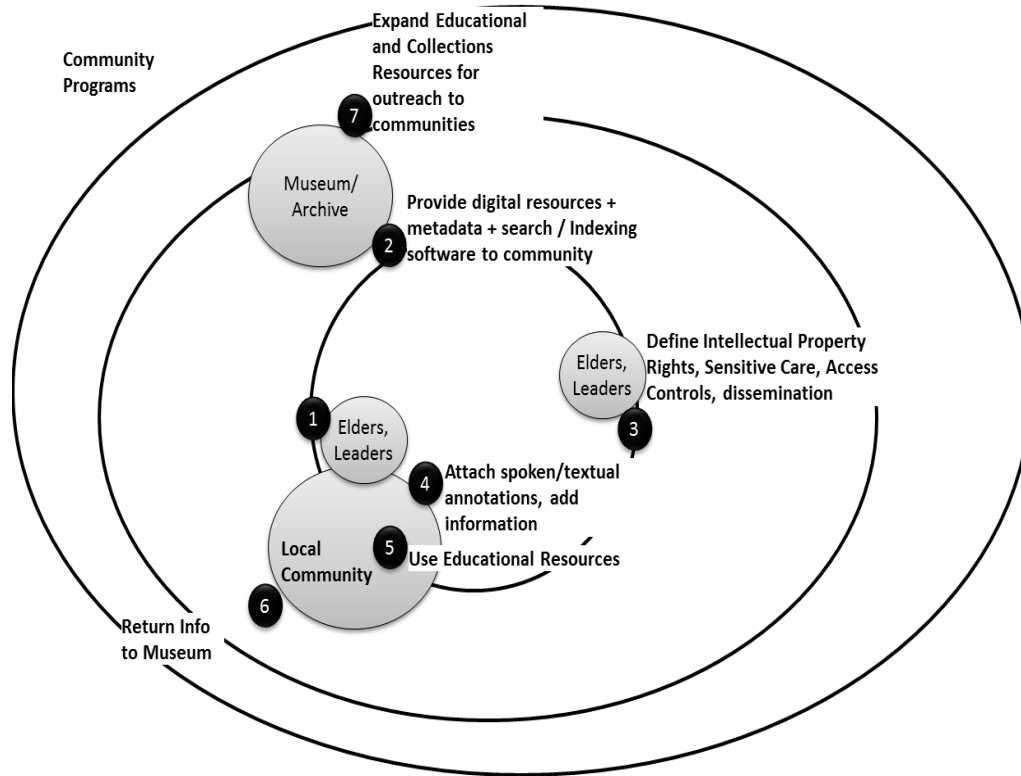 Expand Educational
and Collections
Resources for
outreach to
communities
Community
Programs
7
Museum/
Archive
Provide digital resources +
metadata + search / Indexing
software to community
2
Elders,
Leaders
Define Intellectual Property
Rights, Sensitive Care, Access
Controls, dissemination
3
1
Elders,
Leaders
4
Attach spoken/textual
annotations, add
information
5
Use Educational Resources
Local
Community
6
Return Info
to Museum